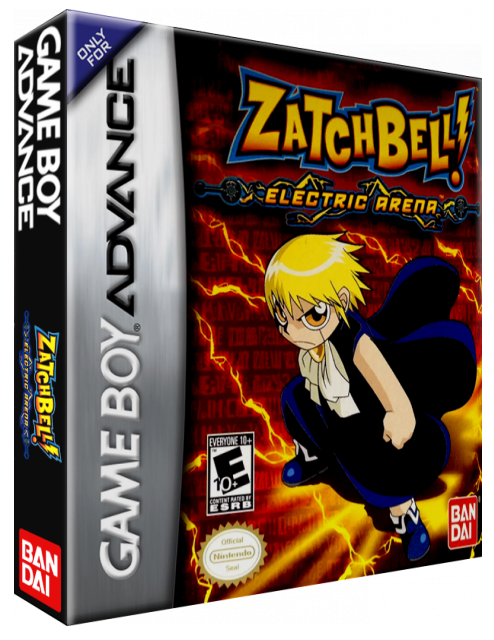 GAME BOY
ADVANCE
ZATCHBELL!
ELECTRIC ARENA
BAN
DAI
ONLY
FOR
GAME BOY ADVANCE
ZATCHBELL!
ELECTRIC ARENA
EVERYONE 10+
E
10+
CONTENT RATED BY
ESRB
Official
Nintendo
Seal
BAN
DAI